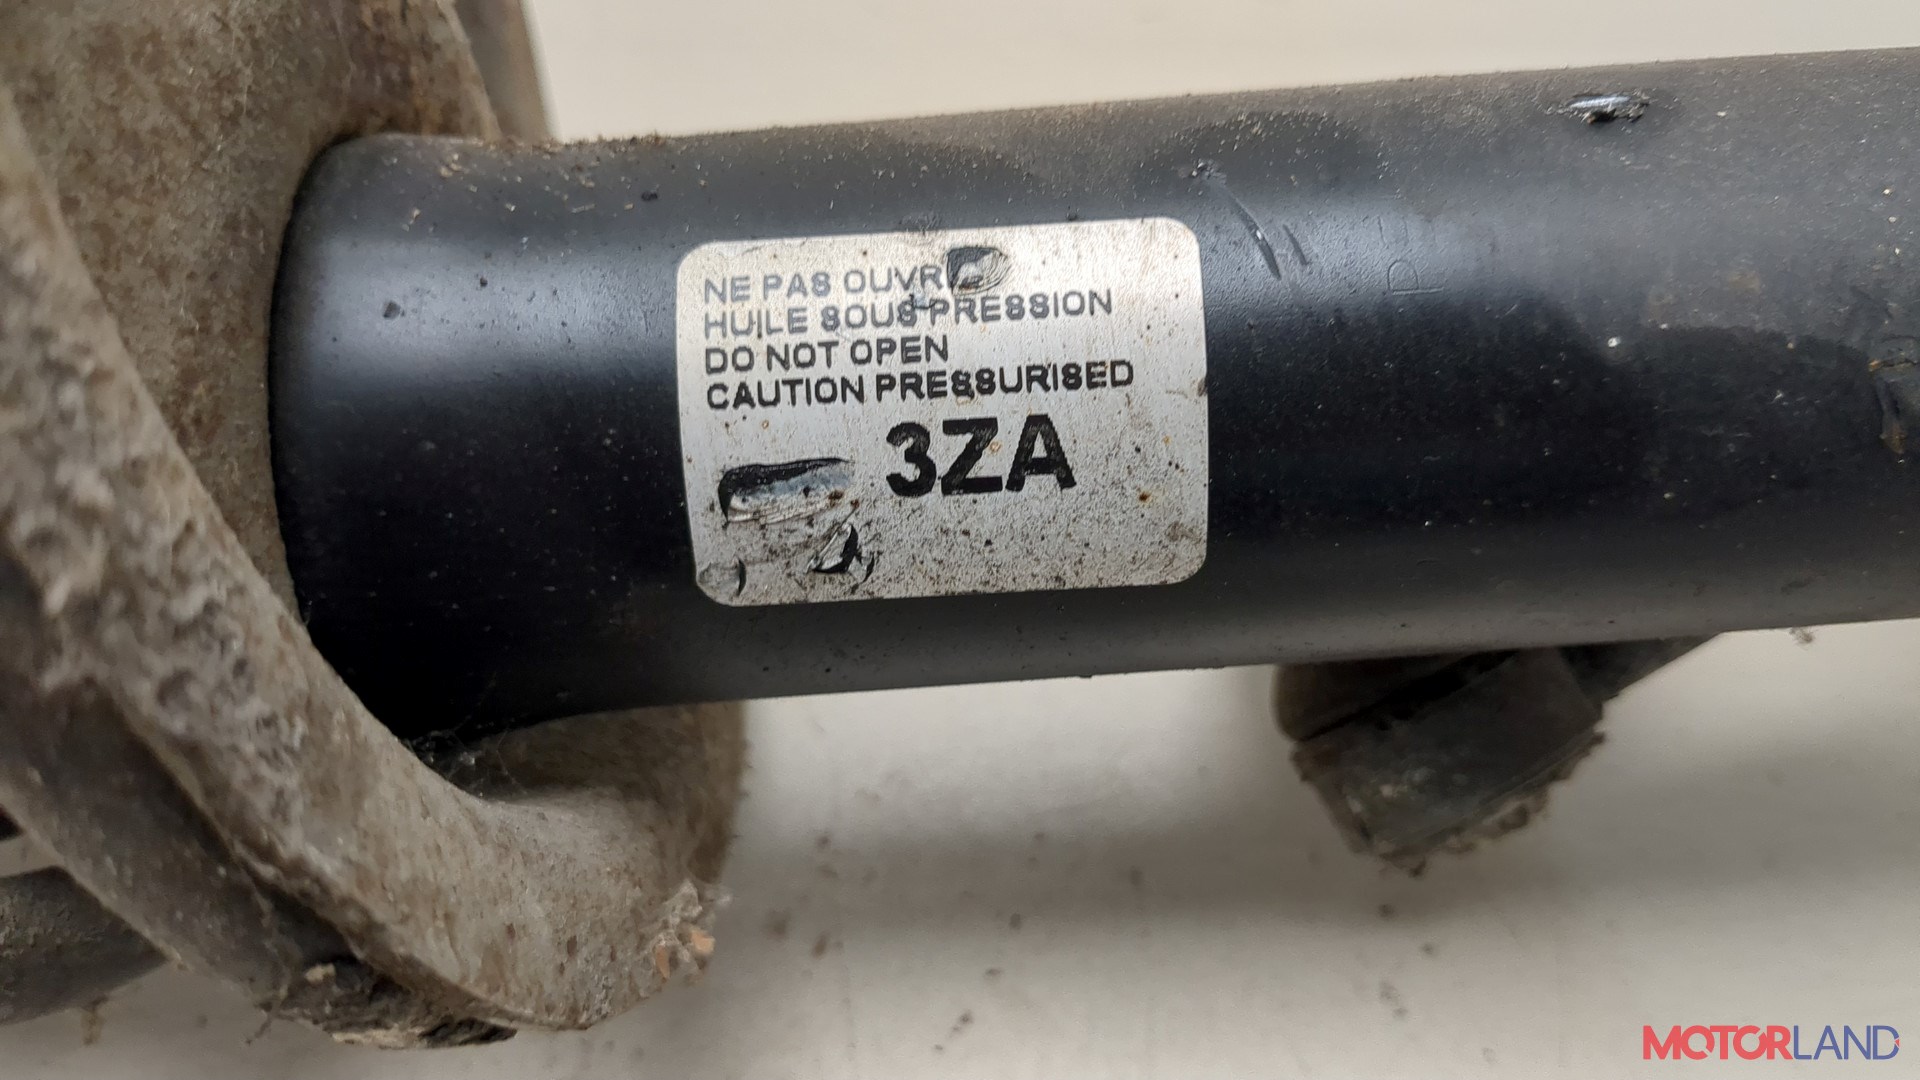 NE PAS OUVR
HUILE SOUS PRESSION
DO NOT OPEN
CAUTION PRESSURISED
3ZA
MOTORLAND